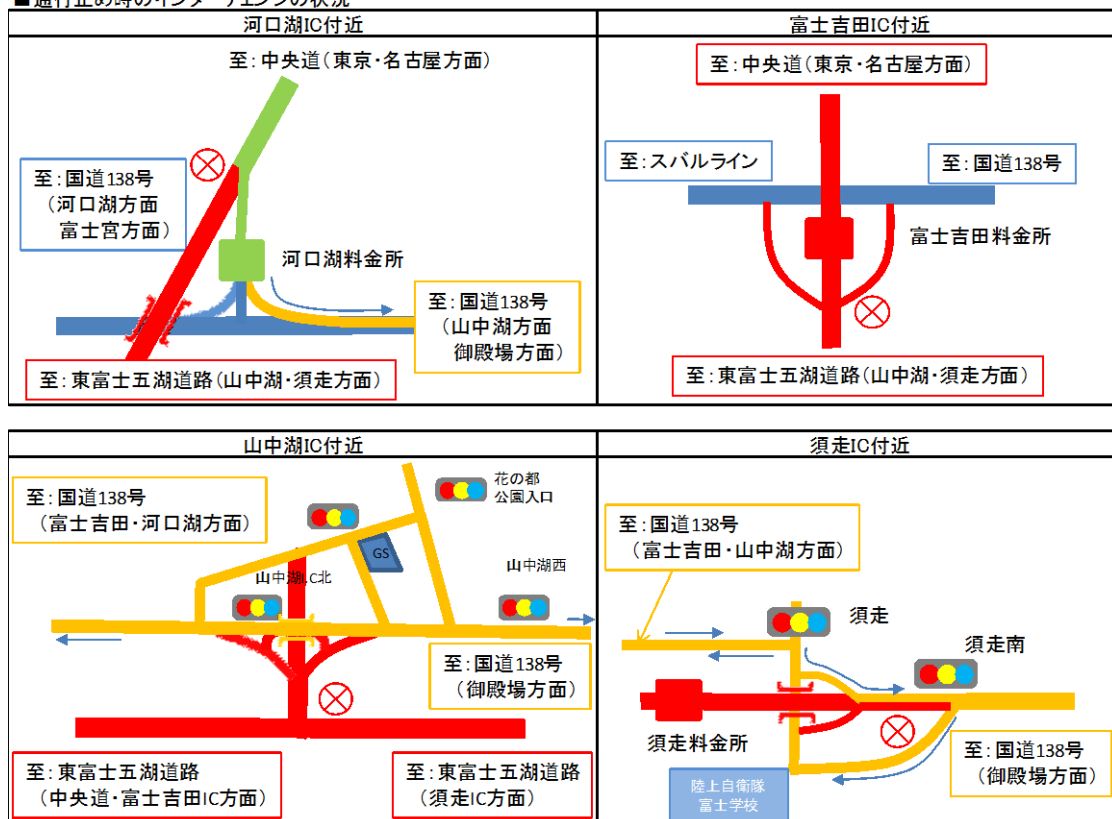 ■通行止め時のインターチェンジの状況
河口湖IC付近
至：中央道（東京・名古屋方面）
至：国道138号
（河口湖方面
富士宮方面）
河口湖料金所
至：国道138号
（山中湖方面
御殿場方面）
至：東富士五湖道路（山中湖・須走方面）
富士吉田IC付近
至：中央道（東京・名古屋方面）
至：スバルライン
至：国道138号
富士吉田料金所
至：東富士五湖道路（山中湖・須走方面）
山中湖IC付近
至：国道138号
（富士吉田・河口湖方面）
花の都
公園入口
GS
山中湖I.C北
山中湖西
至：国道138号
（御殿場方面）
至：東富士五湖道路
（中央道・富士吉田IC方面）
至：東富士五湖道路
（須走IC方面）
須走IC付近
至：国道138号
（富士吉田・山中湖方面）
須走
須走南
須走料金所
至：国道138号
（御殿場方面）
陸上自衛隊
富士学校